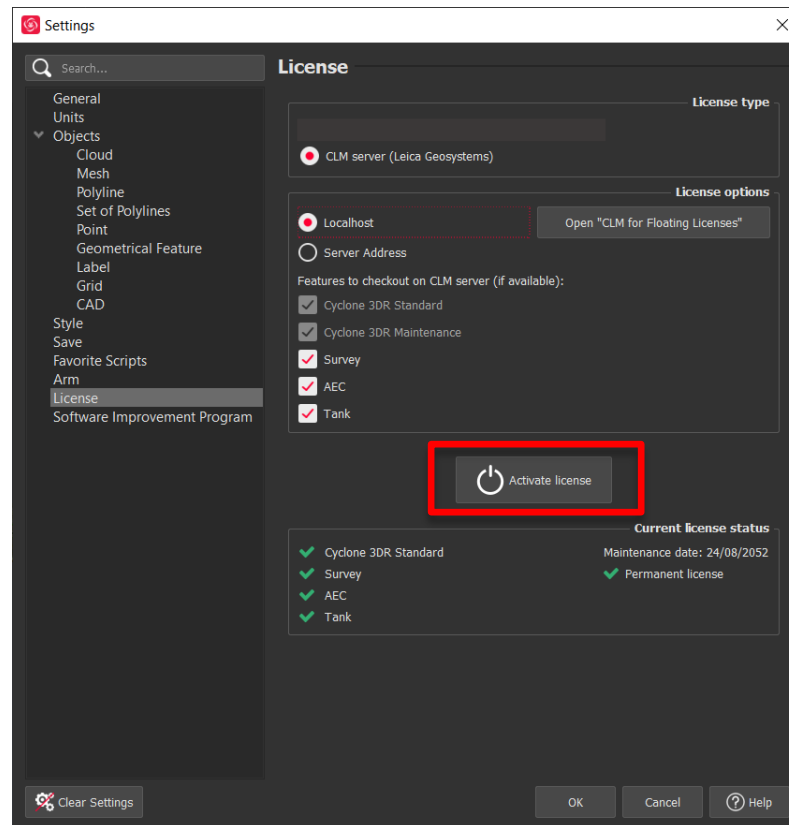 Settings
Search...
General
Units
Objects
Cloud
Mesh
Polyline
Set of Polylines
Point
Geometrical Feature
Label
Grid
CAD
Style
Save
Favorite Scripts
Arm
License
Software Improvement Program
License
License type
CLM server (Leica Geosystems)
License options
Localhost
Open "CLM for Floating Licenses"
Server Address
Features to checkout on CLM server (if available):
Cyclone 3DR Standard
Cyclone 3DR Maintenance
Survey
AEC
Tank
Activate license
Current license status
Cyclone 3DR Standard
Maintenance date: 24/08/2052
Survey
Permanent license
AEC
Tank
Clear Settings
OK
Cancel
Help